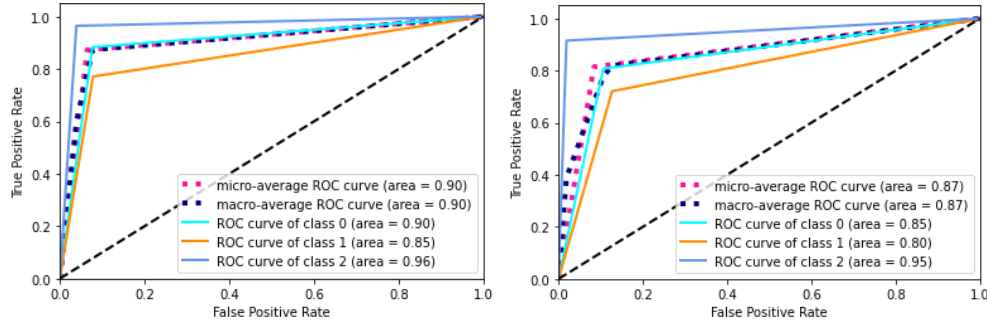 1.0
0.8
0.6
0.4
0.2
0.0
True Positive Rate
micro-average ROC curve (area = 0.90)
macro-average ROC curve (area = 0.90)
ROC curve of class 0 (area = 0.90)
ROC curve of class 1 (area = 0.85)
ROC curve of class 2 (area = 0.96)
0.0 0.2 0.4 0.6 0.8 1.0
False Positive Rate
1.0
0.8
0.6
0.4
0.2
0.0
True Positive Rate
micro-average ROC curve (area = 0.87)
macro-average ROC curve (area = 0.87)
ROC curve of class 0 (area = 0.85)
ROC curve of class 1 (area = 0.80)
ROC curve of class 2 (area = 0.95)
0.0 0.2 0.4 0.6 0.8 1.0
False Positive Rate